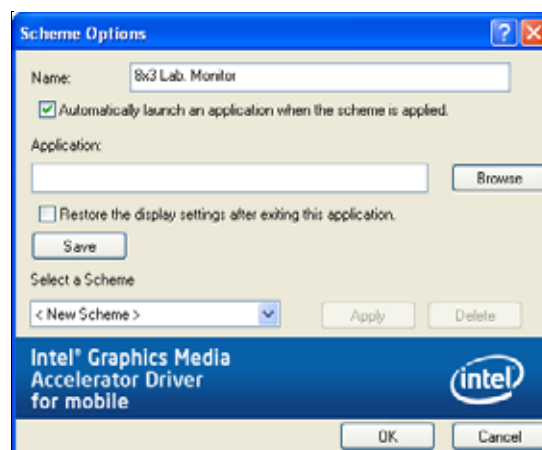 Scheme Options
Name: 8x3 Lab. Monitor
Automatically launch an application when the scheme is applied.
Application:
Browse
Restore the display settings after exiting this application.
Save
Select a Scheme
< New Scheme > Apply Delete
Intel® Graphics Media
Accelerator Driver
for mobile
intel
OK Cancel